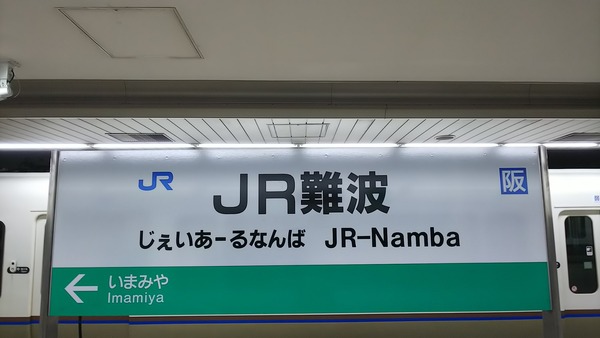 JR
JR難波
阪
じぇいあーるなんば JR-Namba
← いまみや
Imamiya